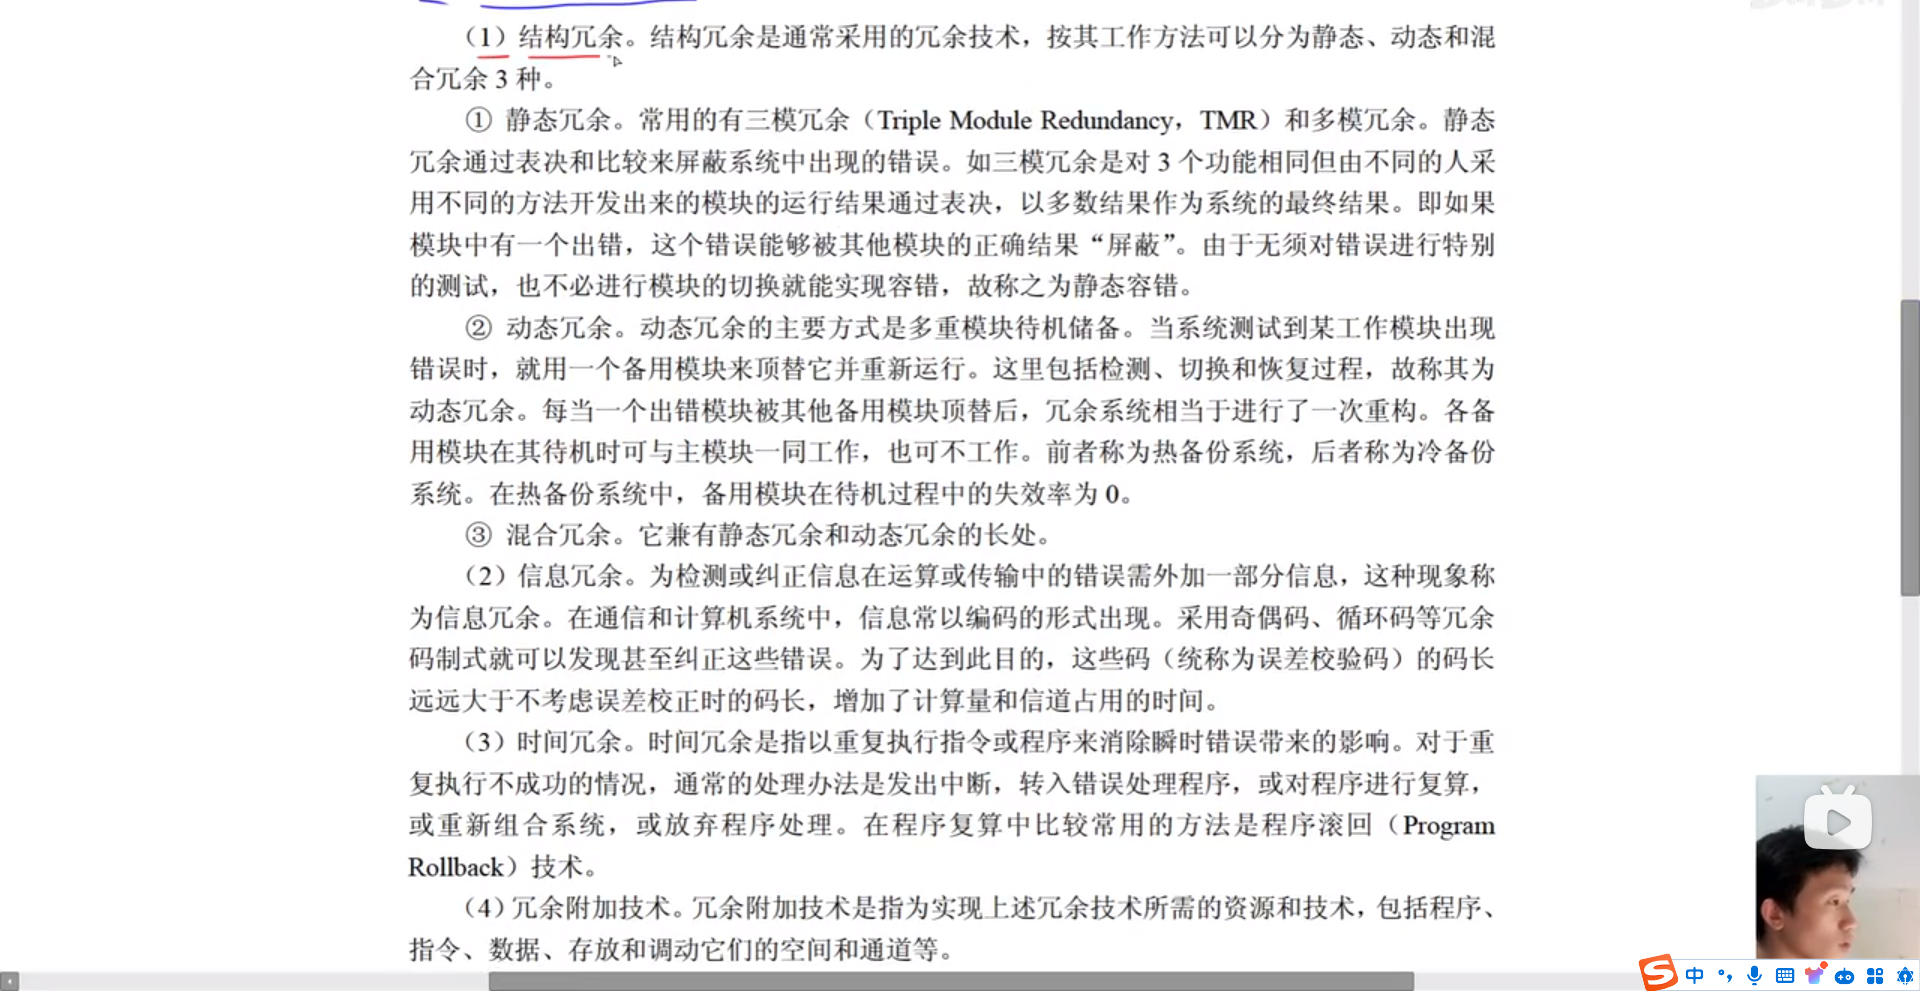 （1）结构冗余。结构冗余是通常采用的冗余技术，按其工作方法可以分为静态、动态和混
合冗余 3 种。
① 静态冗余。常用的有三模冗余（Triple Module Redundancy，TMR）和多模冗余。静态
冗余通过表决和比较来屏蔽系统中出现的错误。如三模冗余是对 3 个功能相同但由不同的人采
用不同的方法开发出来的模块的运行结果通过表决，以多数结果作为系统的最终结果。即如果
模块中有一个出错，这个错误能够被其他模块的正确结果“屏蔽”。由于无须对错误进行特别
的测试，也不必进行模块的切换就能实现容错，故称之为静态容错。
② 动态冗余。动态冗余的主要方式是多重模块待机储备。当系统测试到某工作模块出现
错误时，就用一个备用模块来顶替它并重新运行。这里包括检测、切换和恢复过程，故称其为
动态冗余。每当一个出错模块被其他备用模块顶替后，冗余系统相当于进行了一次重构。各备
用模块在其待机时可与主模块一同工作，也可不工作。前者称为热备份系统，后者称为冷备份
系统。在热备份系统中，备用模块在待机过程中的失效率为 0。
③ 混合冗余。它兼有静态冗余和动态冗余的长处。
（2）信息冗余。为检测或纠正信息在运算或传输中的错误需外加一部分信息，这种现象称
为信息冗余。在通信和计算机系统中，信息常以编码的形式出现。采用奇偶码、循环码等冗余
码制式就可以发现甚至纠正这些错误。为了达到此目的，这些码（统称为误差校验码）的码长
远远大于不考虑误差校正时的码长，增加了计算量和信道占用的时间。
（3）时间冗余。时间冗余是指以重复执行指令或程序来消除瞬时错误带来的影响。对于重
复执行不成功的情况，通常的处理办法是发出中断，转入错误处理程序，或对程序进行复算，
或重新组合系统，或放弃程序处理。在程序复算中比较常用的方法是程序滚回（Program
Rollback）技术。
（4）冗余附加技术。冗余附加技术是指为实现上述冗余技术所需的资源和技术，包括程序、
指令、数据、存放和调动它们的空间和通道等。
中